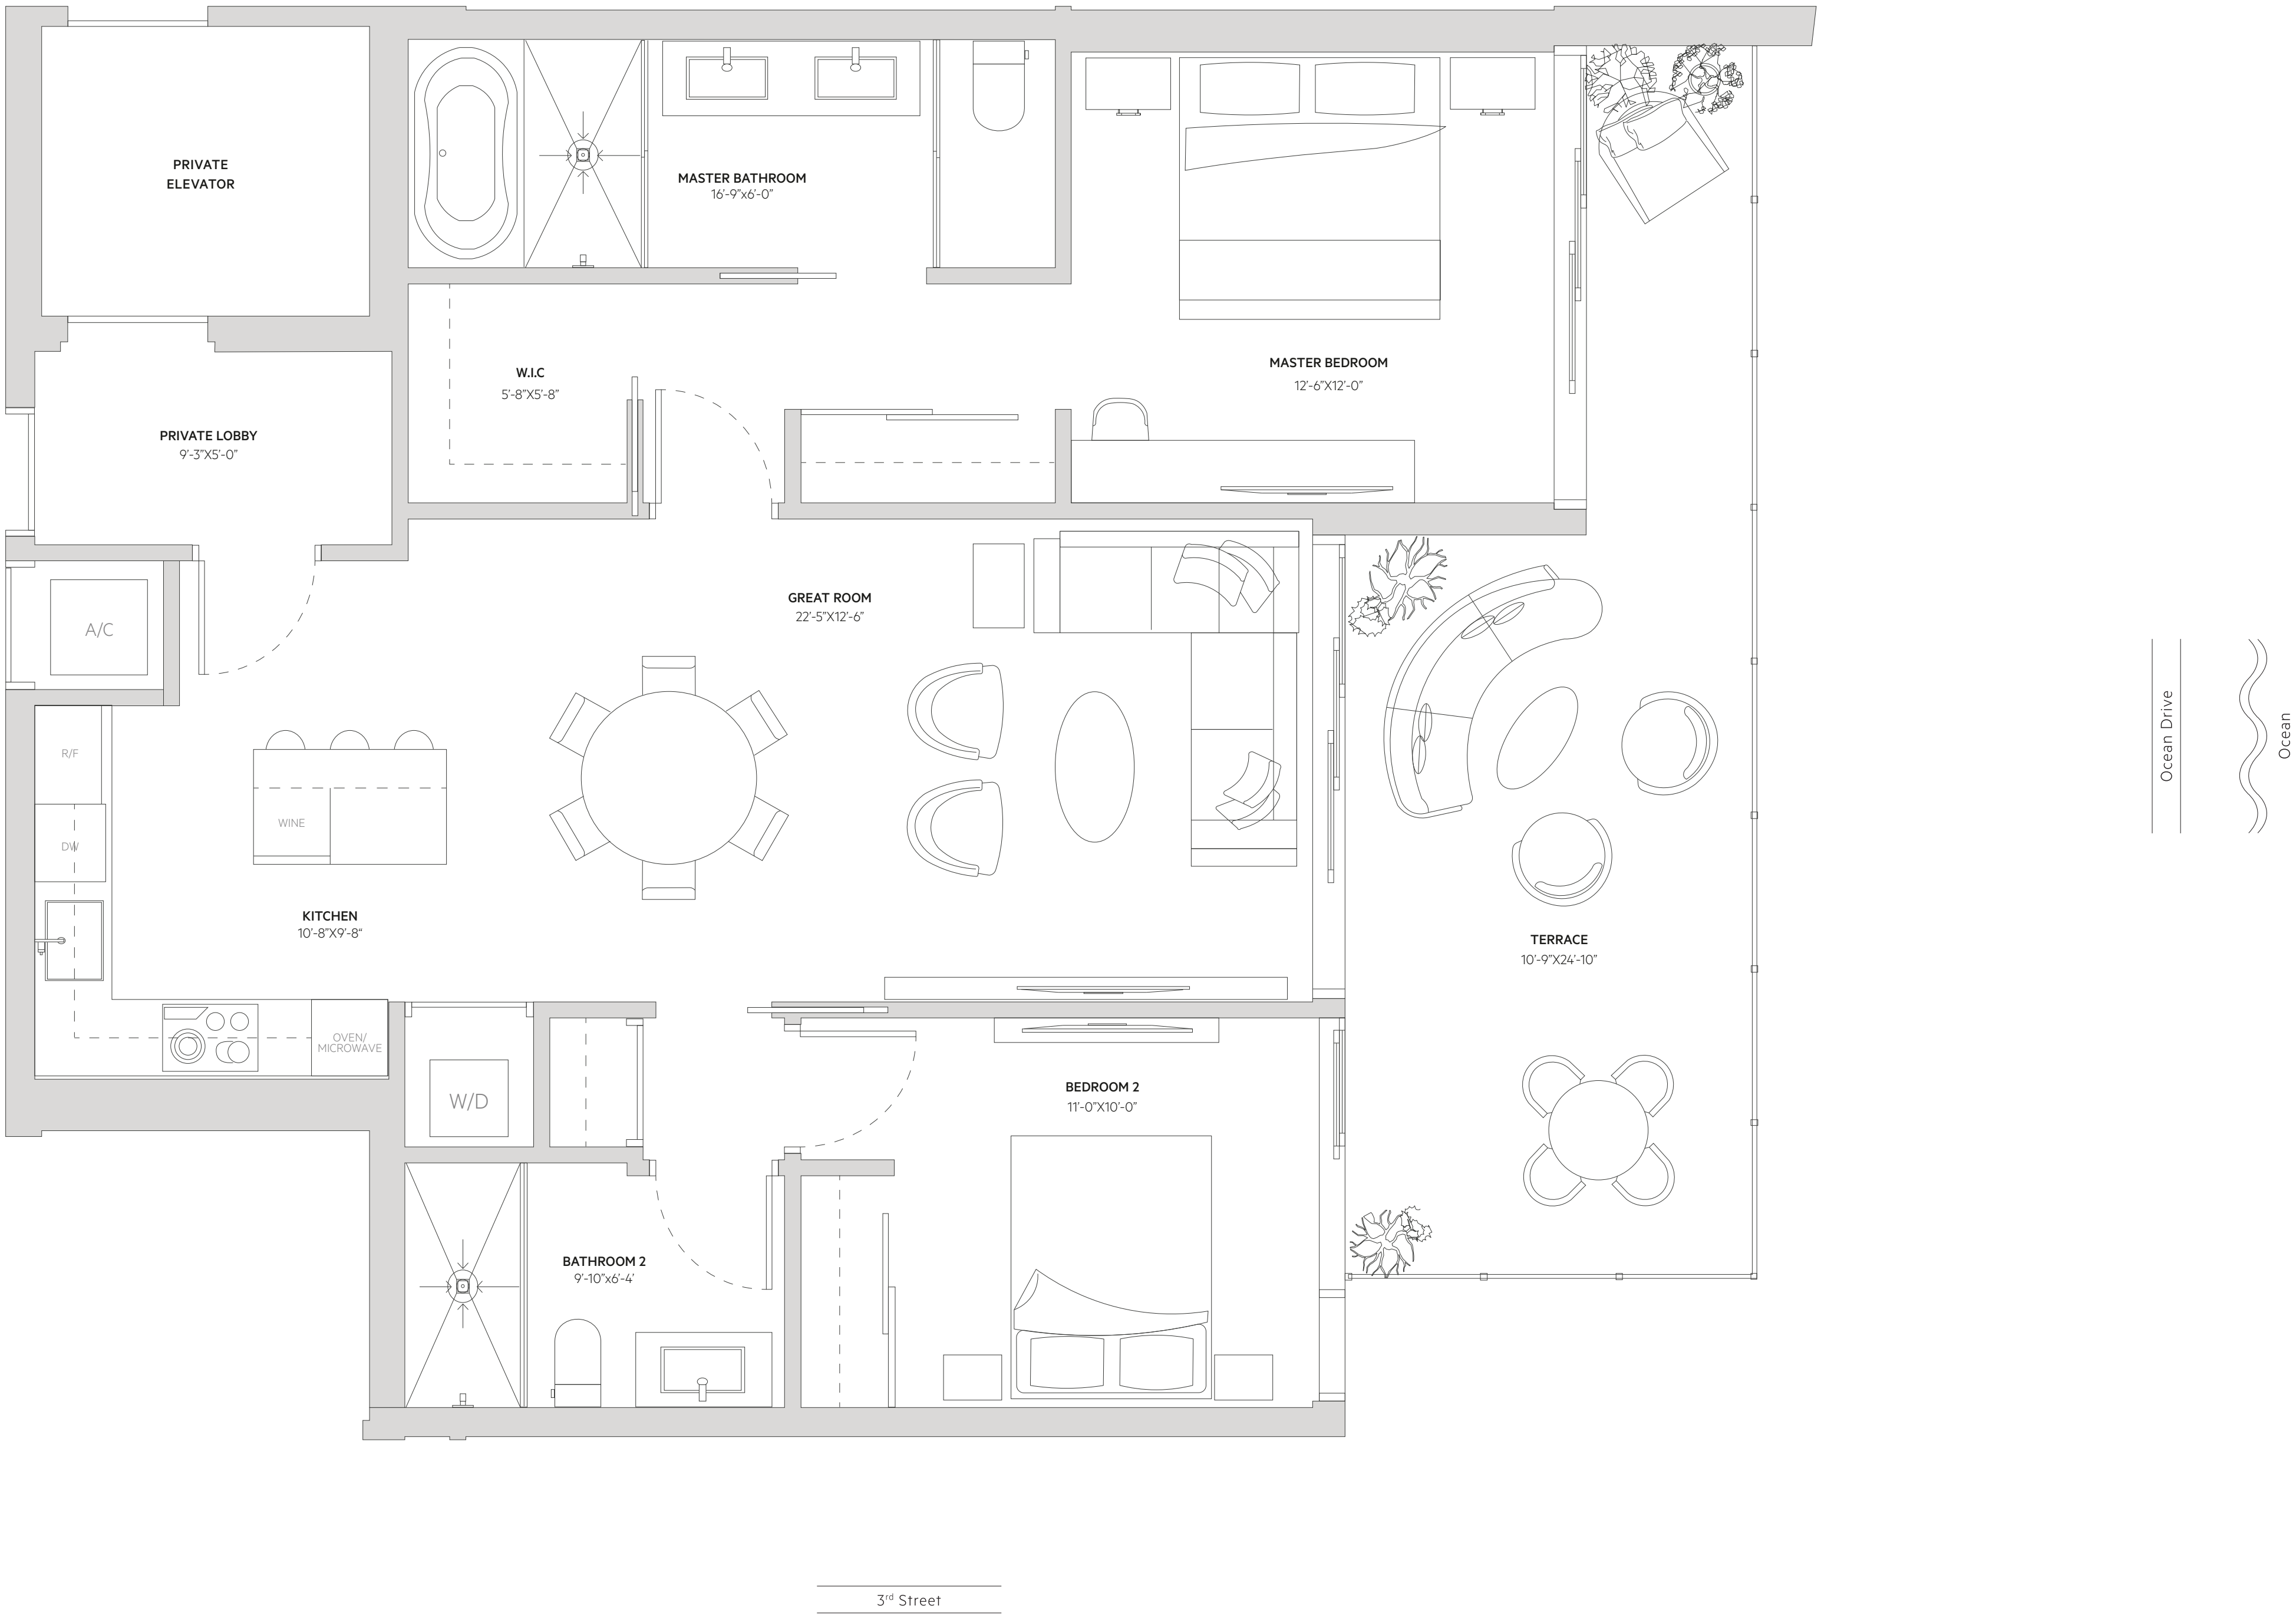 PRIVATE
ELEVATOR
MASTER BATHROOM
16'-9"x6'-0"
W.I.C
5'-8"X5'-8"
MASTER BEDROOM
12'-6"X12'-0"
PRIVATE LOBBY
9'-3"X5'-0"
A/C
GREAT ROOM
22'-5"X12'-6"
R/F
DW
WINE
KITCHEN
10'-8"X9'-8"
OVEN/
MICROWAVE
W/D
TERRACE
10'-9"X24'-10"
BEDROOM 2
11'-0"X10'-0"
BATHROOM 2
9'-10"x6'-4'
Ocean Drive
Ocean
3rd Street